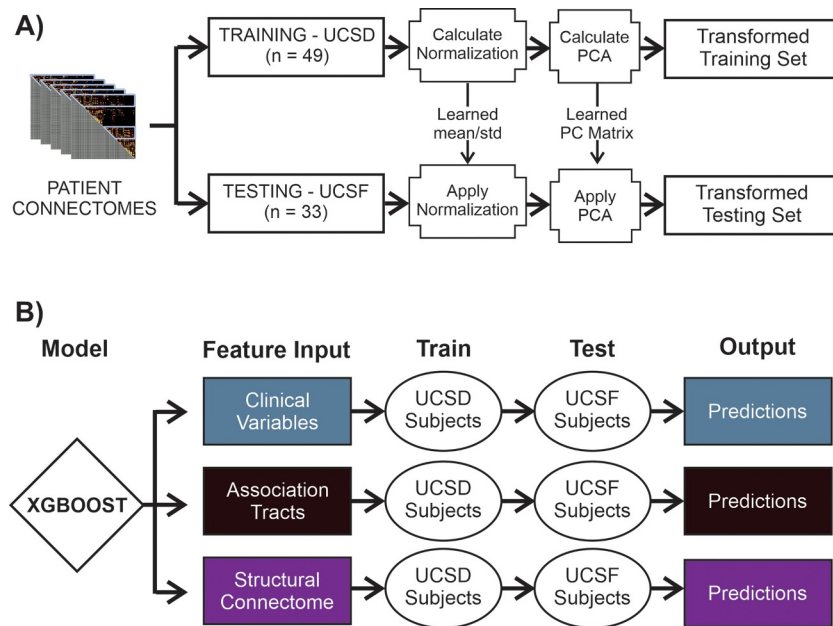 A)
PATIENT
CONNECTOMES
TRAINING - UCSD
(n = 49)
Calculate
Normalization
Calculate
PCA
Transformed
Training Set
Learned
mean/std
Learned
PC Matrix
TESTING - UCSF
(n = 33)
Apply
Normalization
Apply
PCA
Transformed
Testing Set
B)
Model
Feature Input
Train
Test
Output
XGBOOST
Clinical
Variables
UCSD
Subjects
UCSF
Subjects
Predictions
Association
Tracts
UCSD
Subjects
UCSF
Subjects
Predictions
Structural
Connectome
UCSD
Subjects
UCSF
Subjects
Predictions